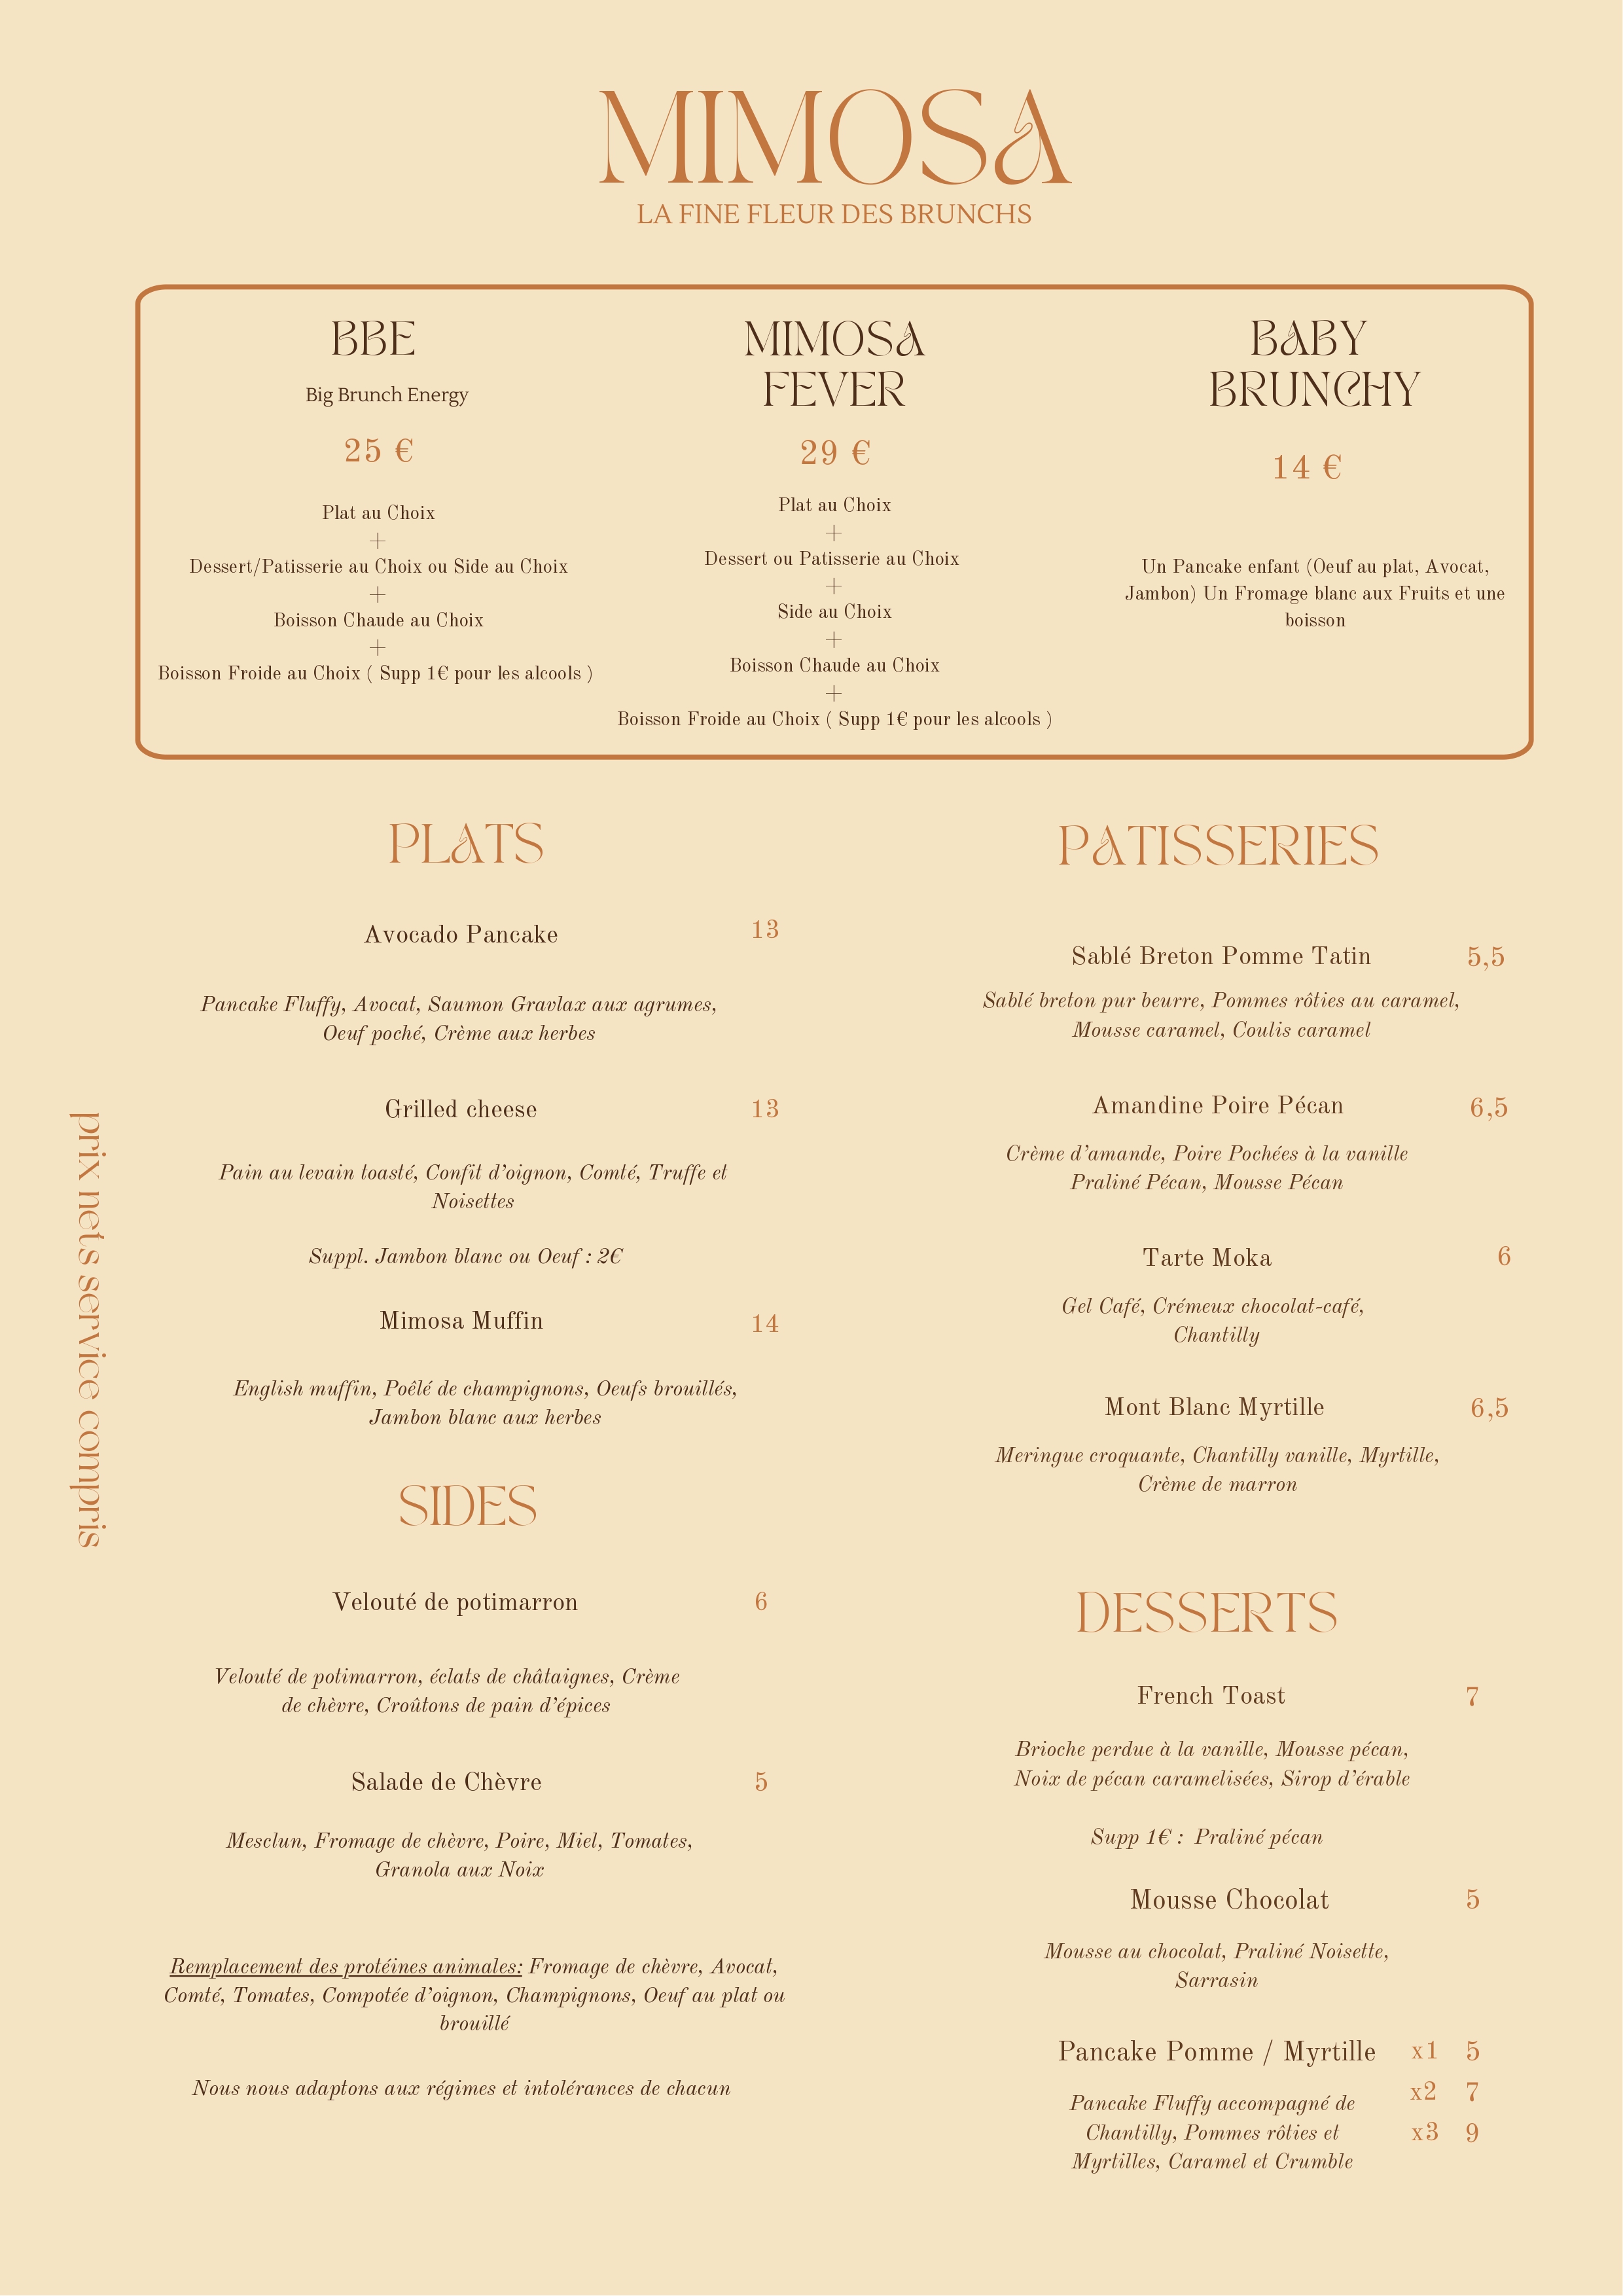 MIMOSA
LA FINE FLEUR DES BRUNCHS
BBE
Big Brunch Energy
25 €
Plat au Choix
+
Dessert/Patisserie au Choix ou Side au Choix
+
Boisson Chaude au Choix
+
Boisson Froide au Choix ( Supp 1€ pour les alcools )
MIMOSA
FEVER
29 €
Plat au Choix
+
Dessert ou Patisserie au Choix
+
Side au Choix
+
Boisson Chaude au Choix
+
Boisson Froide au Choix ( Supp 1€ pour les alcools )
BABY
BRUNCHY
14 €
Un Pancake enfant (Oeuf au plat, Avocat,
Jambon) Un Fromage blanc aux Fruits et une
boisson
prix nets service compris
PLATS
Avocado Pancake 13
Pancake Fluffy, Avocat, Saumon Gravlax aux agrumes,
Oeuf poché, Crème aux herbes
Grilled cheese 13
Pain au levain toasté, Confit d'oignon, Comté, Truffe et
Noisettes
Suppl. Jambon blanc ou Oeuf : 2€
Mimosa Muffin 14
English muffin, Poêlé de champignons, Oeufs brouillés,
Jambon blanc aux herbes
SIDES
Velouté de potimarron 6
Velouté de potimarron, éclats de châtaignes, Crème
de chèvre, Croûtons de pain d'épices
Salade de Chèvre 5
Mesclun, Fromage de chèvre, Poire, Miel, Tomates,
Granola aux Noix
Remplacement des protéines animales: Fromage de chèvre, Avocat,
Comté, Tomates, Compotée d'oignon, Champignons, Oeuf au plat ou
brouillé
Nous nous adaptons aux régimes et intolérances de chacun
PATISSERIES
Sablé Breton Pomme Tatin 5,5
Sablé breton pur beurre, Pommes rôties au caramel,
Mousse caramel, Coulis caramel
Amandine Poire Pécan 6,5
Crème d'amande, Poire Pochées à la vanille
Praliné Pécan, Mousse Pécan
Tarte Moka 6
Gel Café, Crémeux chocolat-café,
Chantilly
Mont Blanc Myrtille 6,5
Meringue croquante, Chantilly vanille, Myrtille,
Crème de marron
DESSERTS
French Toast 7
Brioche perdue à la vanille, Mousse pécan,
Noix de pécan caramelisées, Sirop d'érable
Supp 1€ : Praliné pécan
Mousse Chocolat 5
Mousse au chocolat, Praliné Noisette,
Sarrasin
Pancake Pomme / Myrtille x1 5
x2 7
Pancake Fluffy accompagné de
Chantilly, Pommes rôties et x3 9
Myrtilles, Caramel et Crumble